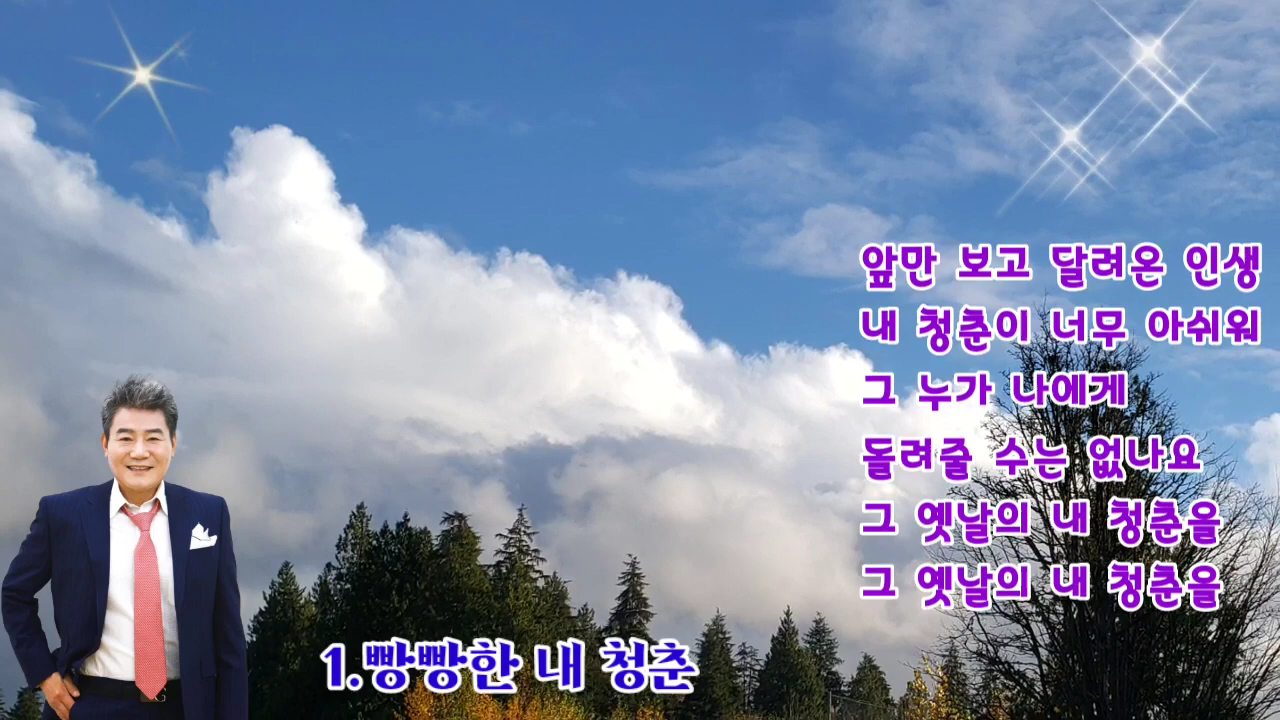 앞만 보고 달려온 인생
내 청춘이 너무 아쉬워
그 누가 나에게
돌려줄 수는 없나요
그 옛날의 내 청춘을
그 옛날의 내 청춘을
1.빵빵한 내 청춘